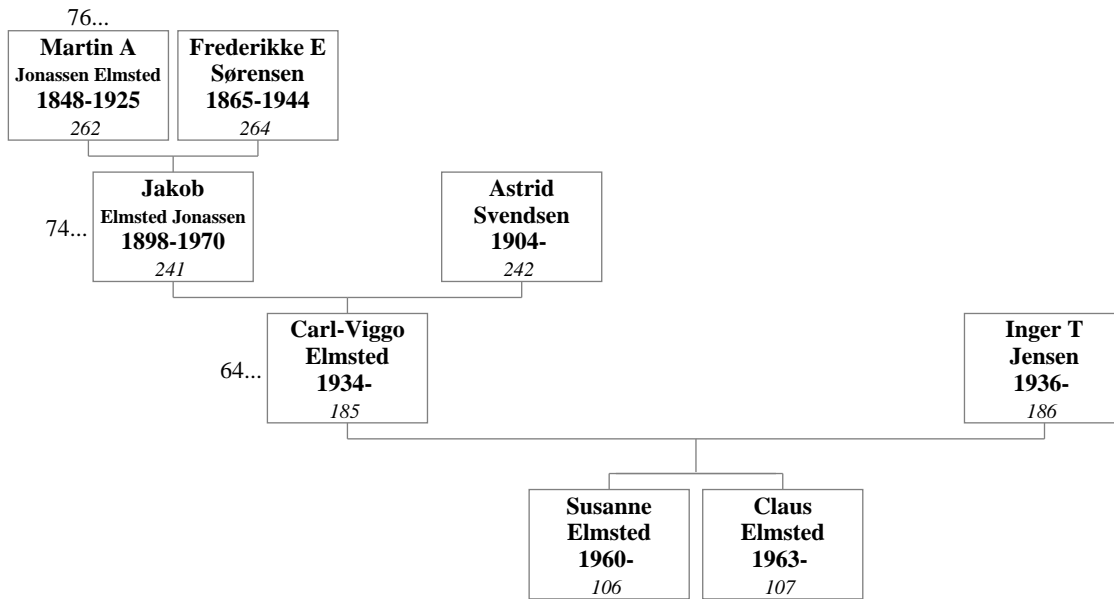 76...
Martin A
Jonassen Elmsted
1848-1925
262
Frederikke E
Sørensen
1865-1944
264
74...
Jakob
Elmsted Jonassen
1898-1970
241
Astrid
Svendsen
1904-
242
64...
Carl-Viggo
Elmsted
1934-
185
Inger T
Jensen
1936-
186
Susanne
Elmsted
1960-
106
Claus
Elmsted
1963-
107